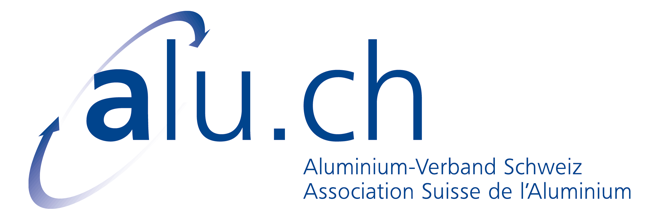 alu.ch
Aluminium-Verband Schweiz
Association Suisse de l'Aluminium